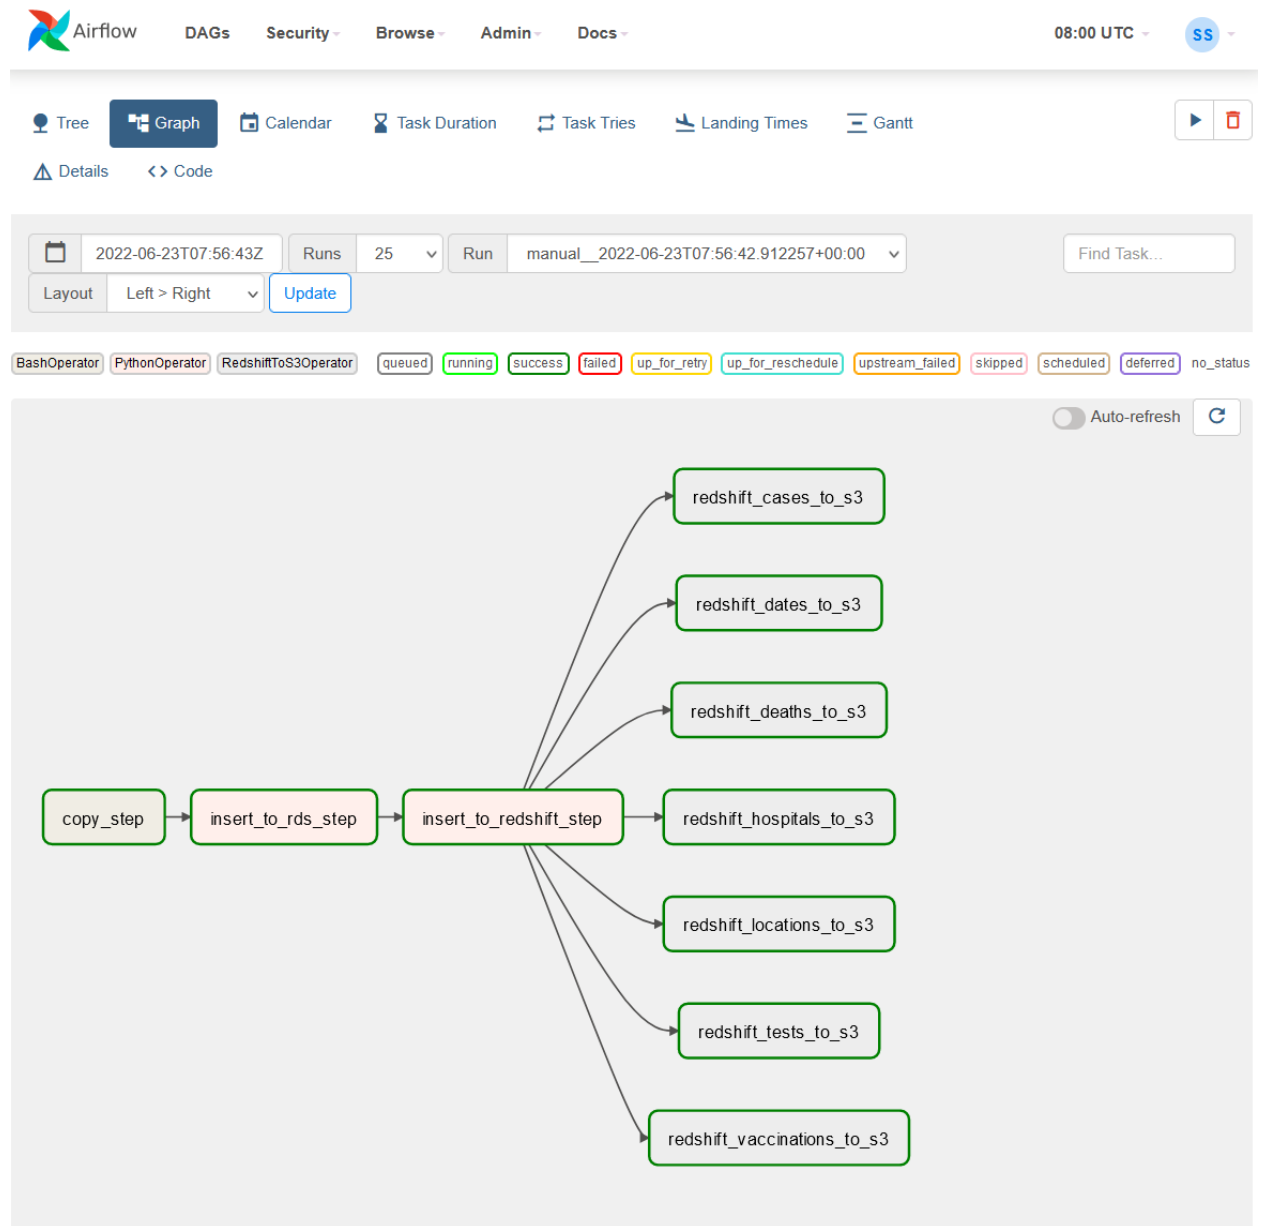 Airflow DAGs Security Browse Admin Docs 08:00 UTC SS
Tree Graph Calendar Task Duration Task Tries Landing Times Gantt
Details <> Code
2022-06-23T07:56:43Z Runs 25 Run manual__2022-06-23T07:56:42.912257+00:00 Find Task...
Layout Left > Right Update
BashOperator PythonOperator RedshiftToS3Operator queued running success failed up_for_retry up_for_reschedule upstream_failed skipped scheduled deferred no_status
Auto-refresh
redshift_cases_to_s3
redshift_dates_to_s3
redshift_deaths_to_s3
copy_step insert_to_rds_step insert_to_redshift_step redshift_hospitals_to_s3
redshift_locations_to_s3
redshift_tests_to_s3
redshift_vaccinations_to_s3